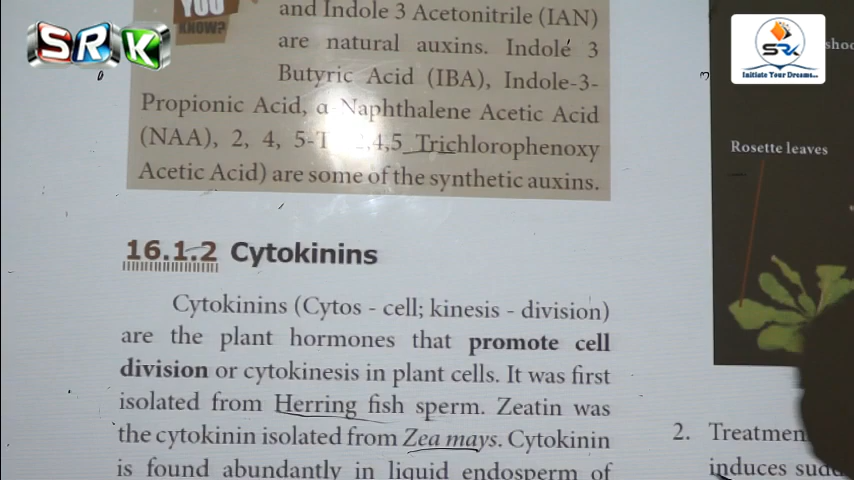 SRK
YOU
KNOW?
and Indole 3 Acetonitrile (IAN)
are natural auxins. Indole 3
Butyric Acid (IBA), Indole-3-
Propionic Acid, α-Naphthalene Acetic Acid
(NAA), 2, 4, 5-T 2,4,5 Trichlorophenoxy
Acetic Acid) are some of the synthetic auxins.
16.1.2 Cytokinins
Cytokinins (Cytos - cell; kinesis - division)
are the plant hormones that promote cell
division or cytokinesis in plant cells. It was first
isolated from Herring fish sperm. Zeatin was
the cytokinin isolated from Zea mays. Cytokinin
is found abundantly in liquid endosperm of
SRK
Initiate Your Dreams...
shoo
Rosette leaves
2. Treatmen
induces sudd